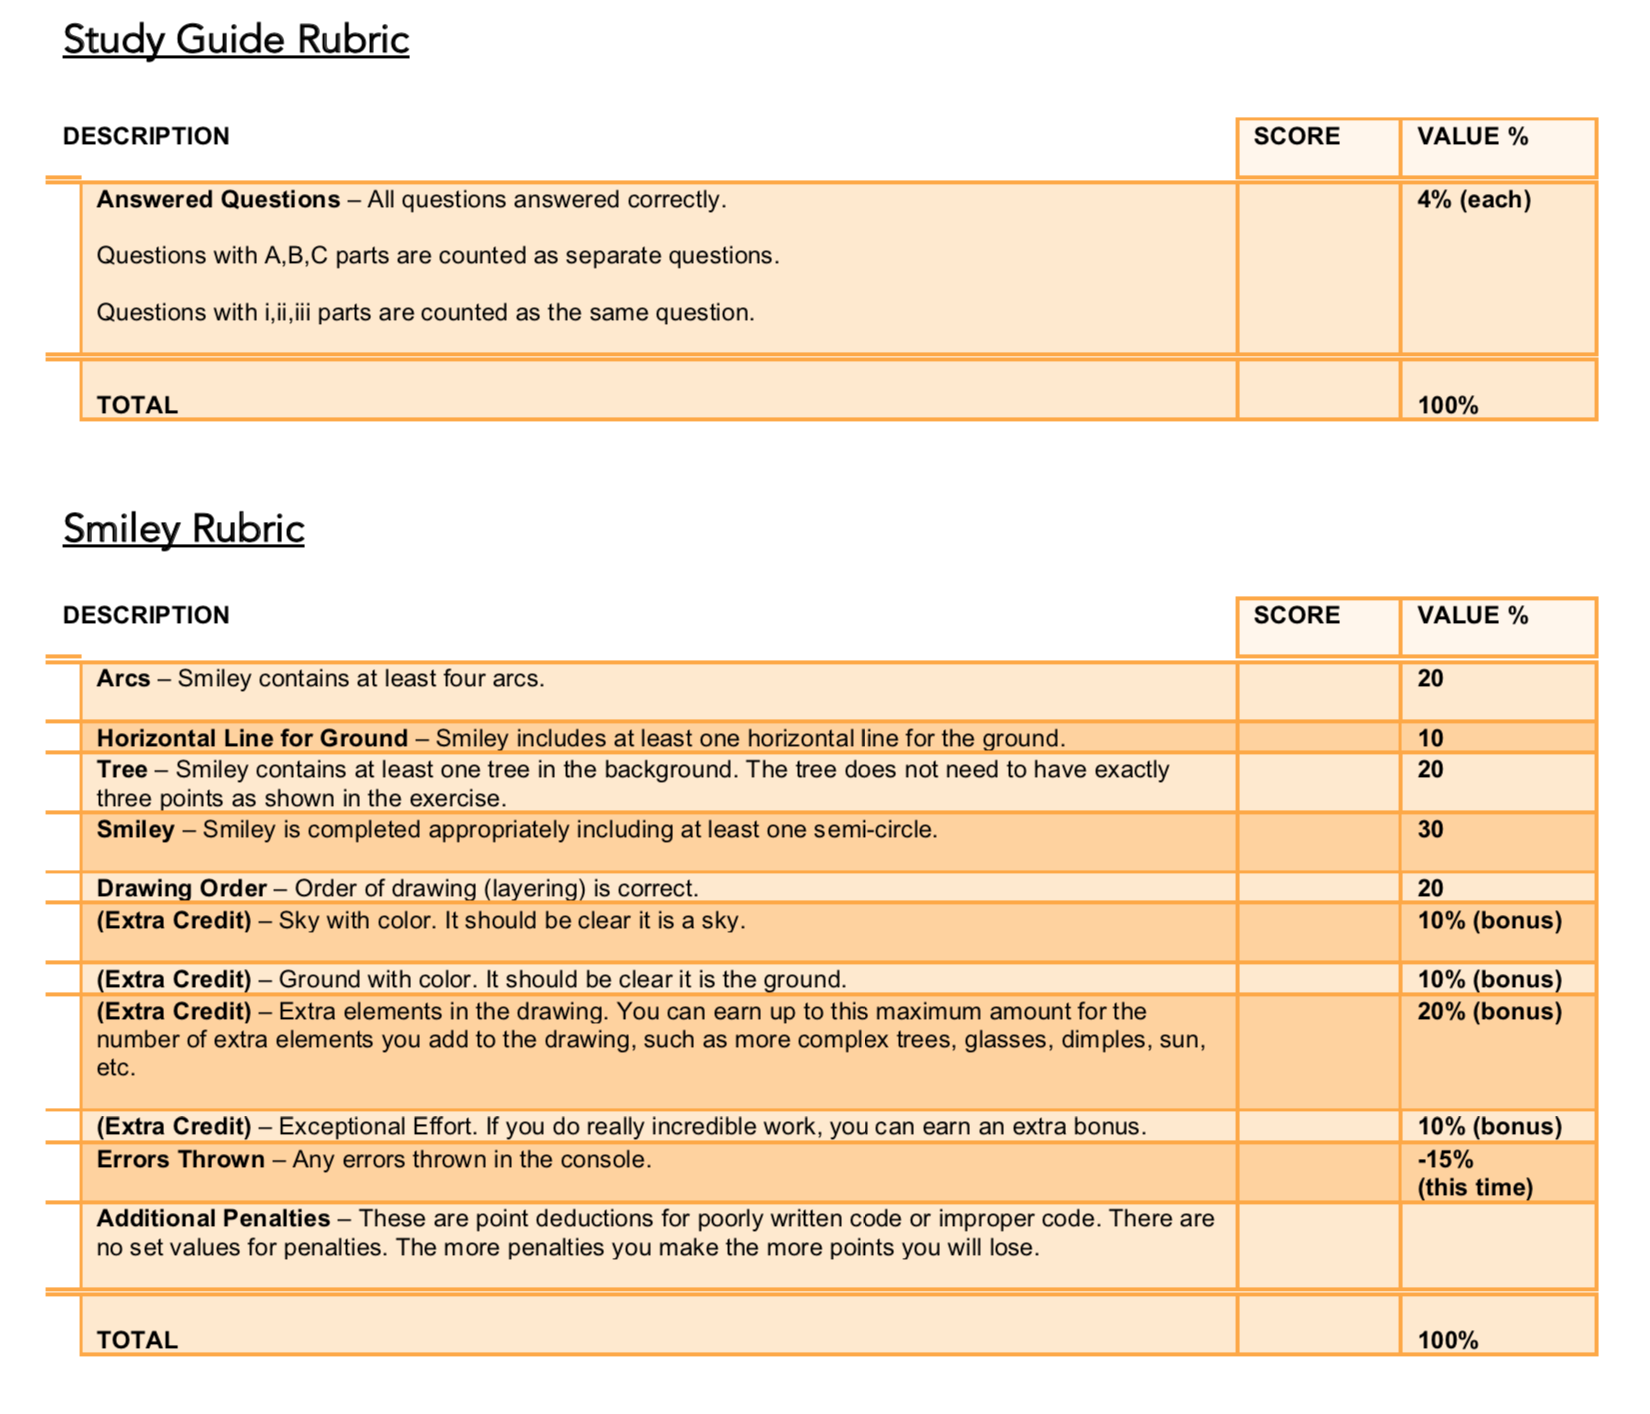 Study Guide Rubric
DESCRIPTION
SCORE
VALUE %
Answered Questions – All questions answered correctly.
4% (each)
Questions with A,B,C parts are counted as separate questions.
Questions with i,ii,iii parts are counted as the same question.
TOTAL
100%
Smiley Rubric
DESCRIPTION
SCORE
VALUE %
Arcs – Smiley contains at least four arcs.
20
Horizontal Line for Ground – Smiley includes at least one horizontal line for the ground.
10
Tree – Smiley contains at least one tree in the background. The tree does not need to have exactly
three points as shown in the exercise.
20
Smiley – Smiley is completed appropriately including at least one semi-circle.
30
Drawing Order – Order of drawing (layering) is correct.
20
(Extra Credit) – Sky with color. It should be clear it is a sky.
10% (bonus)
(Extra Credit) – Ground with color. It should be clear it is the ground.
10% (bonus)
(Extra Credit) – Extra elements in the drawing. You can earn up to this maximum amount for the
number of extra elements you add to the drawing, such as more complex trees, glasses, dimples, sun,
etc.
20% (bonus)
(Extra Credit) – Exceptional Effort. If you do really incredible work, you can earn an extra bonus.
10% (bonus)
Errors Thrown – Any errors thrown in the console.
-15%
(this time)
Additional Penalties – These are point deductions for poorly written code or improper code. There are
no set values for penalties. The more penalties you make the more points you will lose.
TOTAL
100%